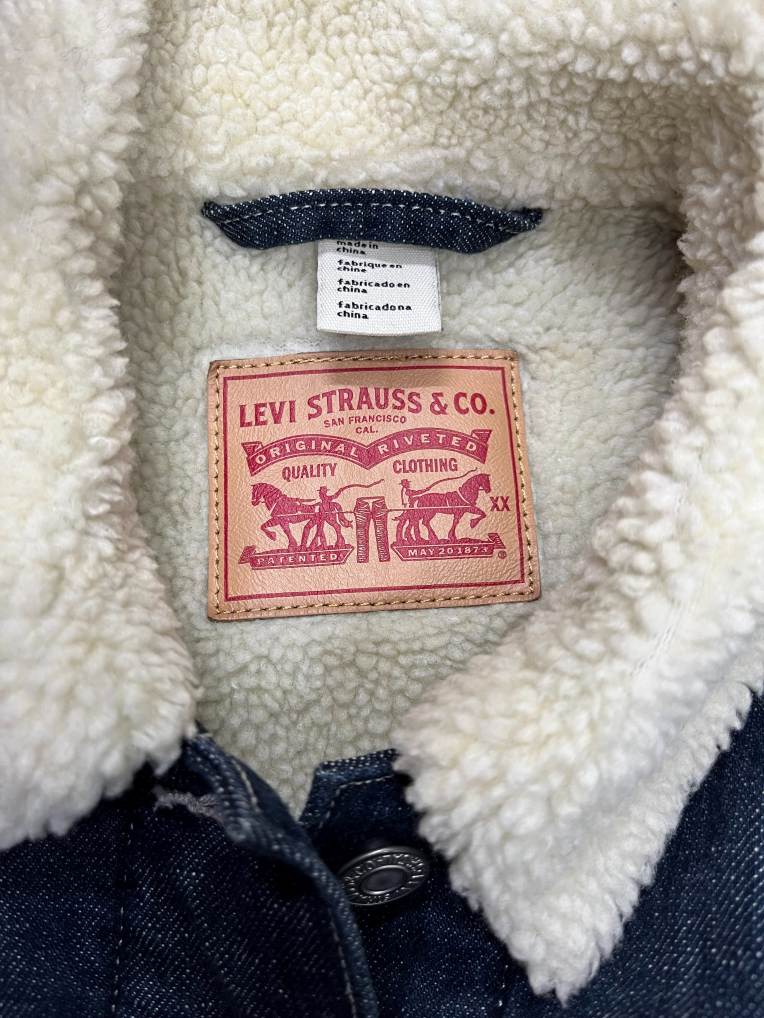 made in
china
fabrique en
chine
fabricado en
china
fabricado na
china
LEVI STRAUSS & CO.
SAN FRANCISCO
CAL.
ORIGINAL RIVETED
QUALITY CLOTHING
XX
PATENTED MAY 20 1873 ®